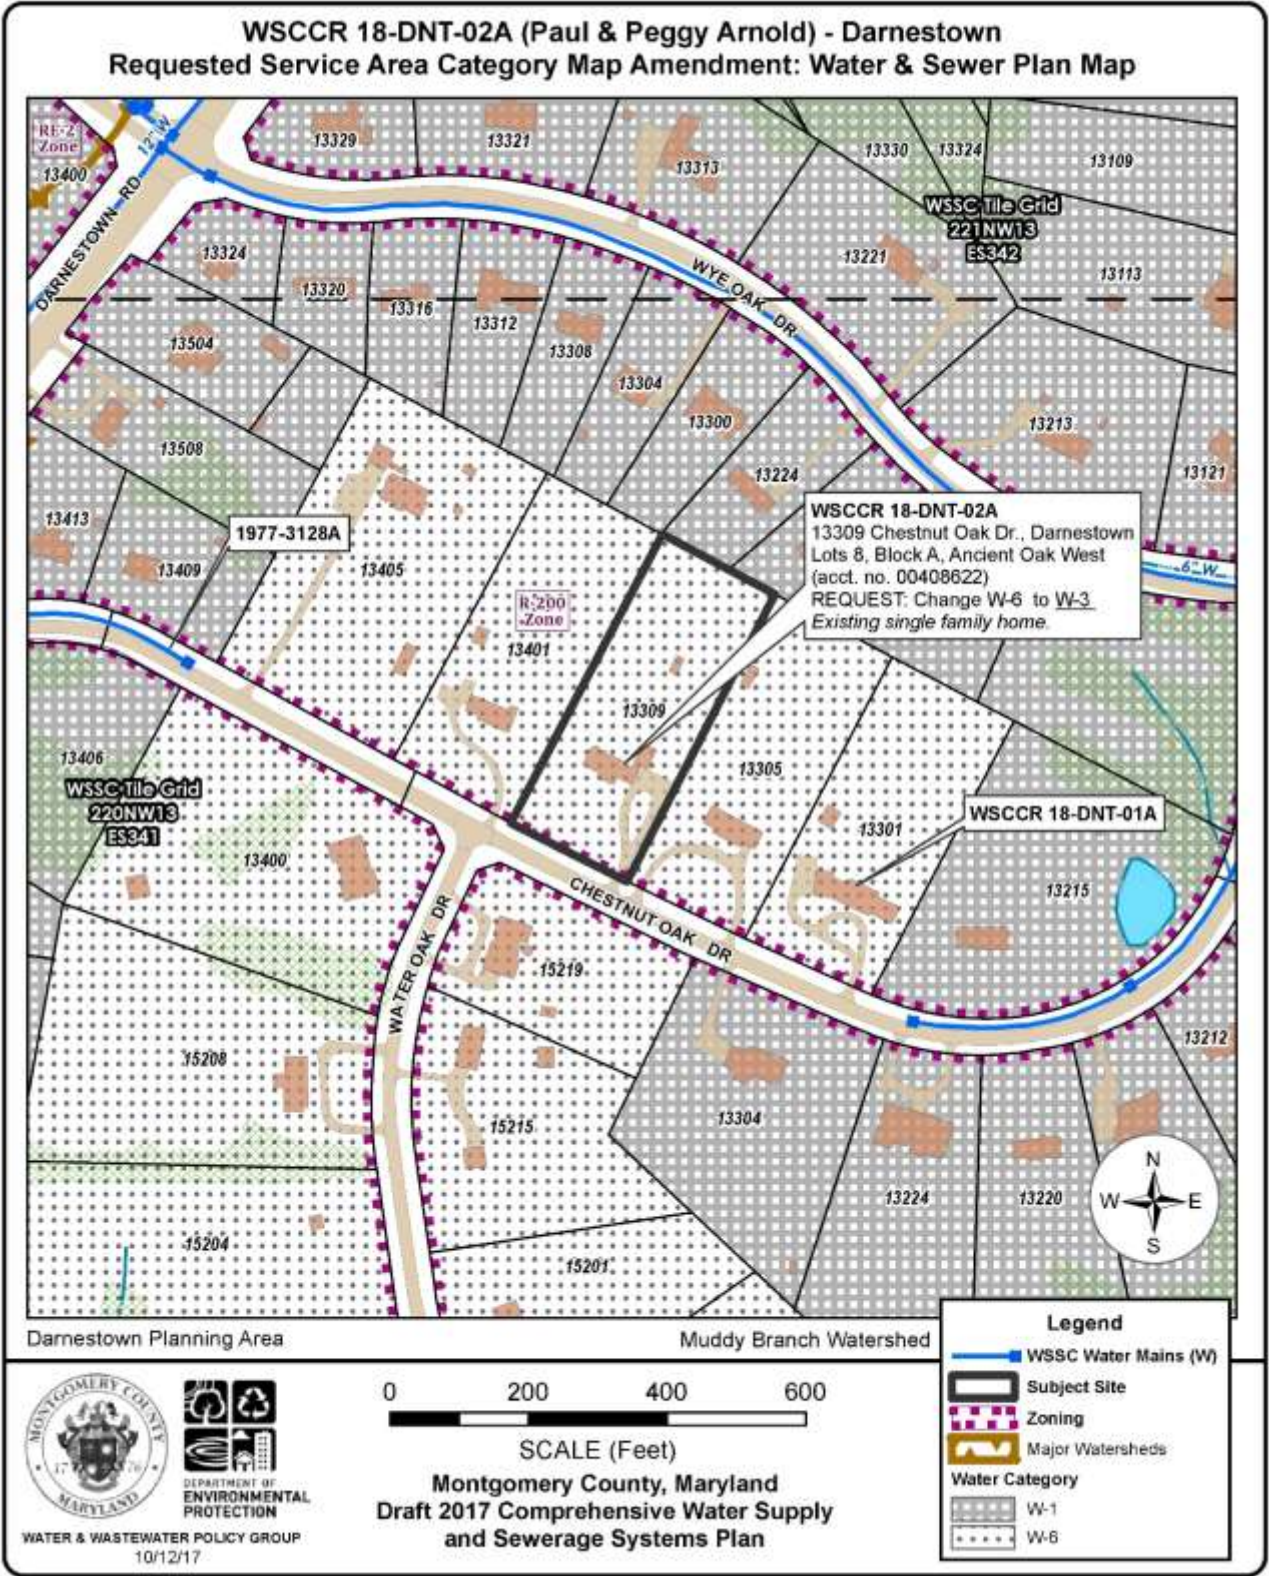 WSCCR 18-DNT-02A (Paul & Peggy Arnold) - Darnestown
Requested Service Area Category Map Amendment: Water & Sewer Plan Map
RE-2
Zone
13400
12" W
DARNESTOWN RD
13329
13321
13313
13330
13324
13109
WSSC Tile Grid
221NW13
ES342
13221
13113
WYE OAK DR
13324
13320
13316
13312
13308
13304
13300
13224
13504
13508
13213
13121
13413
13409
1977-3128A
13405
R-200
Zone
13401
WSCCR 18-DNT-02A
13309 Chestnut Oak Dr., Darnestown
Lots 8, Block A, Ancient Oak West
(acct. no. 00408622)
REQUEST: Change W-6 to W-3
Existing single family home.
6" W
13309
13305
13301
WSCCR 18-DNT-01A
13406
WSSC Tile Grid
220NW13
ES341
13400
CHESTNUT OAK DR
WATER OAK DR
13215
15219
15208
15215
13304
13212
13224
13220
15204
15201
N
W E
S
Darnestown Planning Area
Muddy Branch Watershed
Legend
WSSC Water Mains (W)
Subject Site
Zoning
Major Watersheds
Water Category
W-1
W-6
MONTGOMERY COUNTY
17 76
MARYLAND
DEPARTMENT OF
ENVIRONMENTAL
PROTECTION
WATER & WASTEWATER POLICY GROUP
10/12/17
0 200 400 600
SCALE (Feet)
Montgomery County, Maryland
Draft 2017 Comprehensive Water Supply
and Sewerage Systems Plan